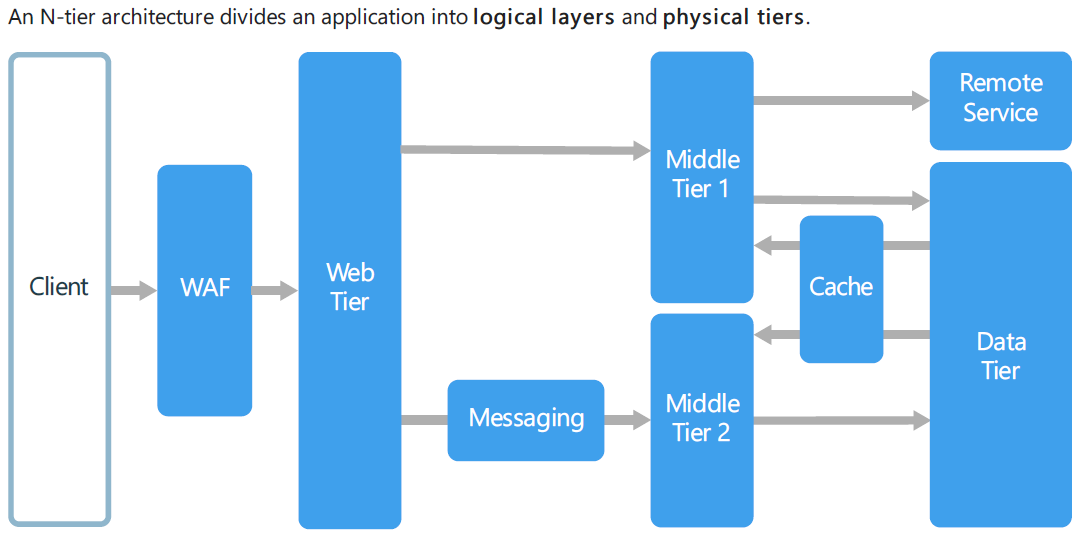 An N-tier architecture divides an application into logical layers and physical tiers.
Client
WAF
Web
Tier
Messaging
Middle
Tier 1
Middle
Tier 2
Cache
Remote
Service
Data
Tier